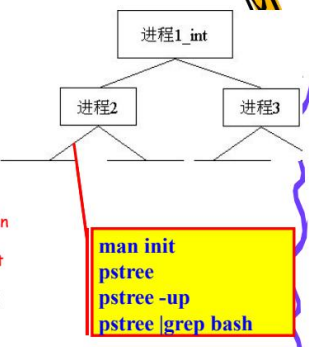 进程1_int
进程2
进程3
n
t
man init
pstree
pstree -up
pstree |grep bash